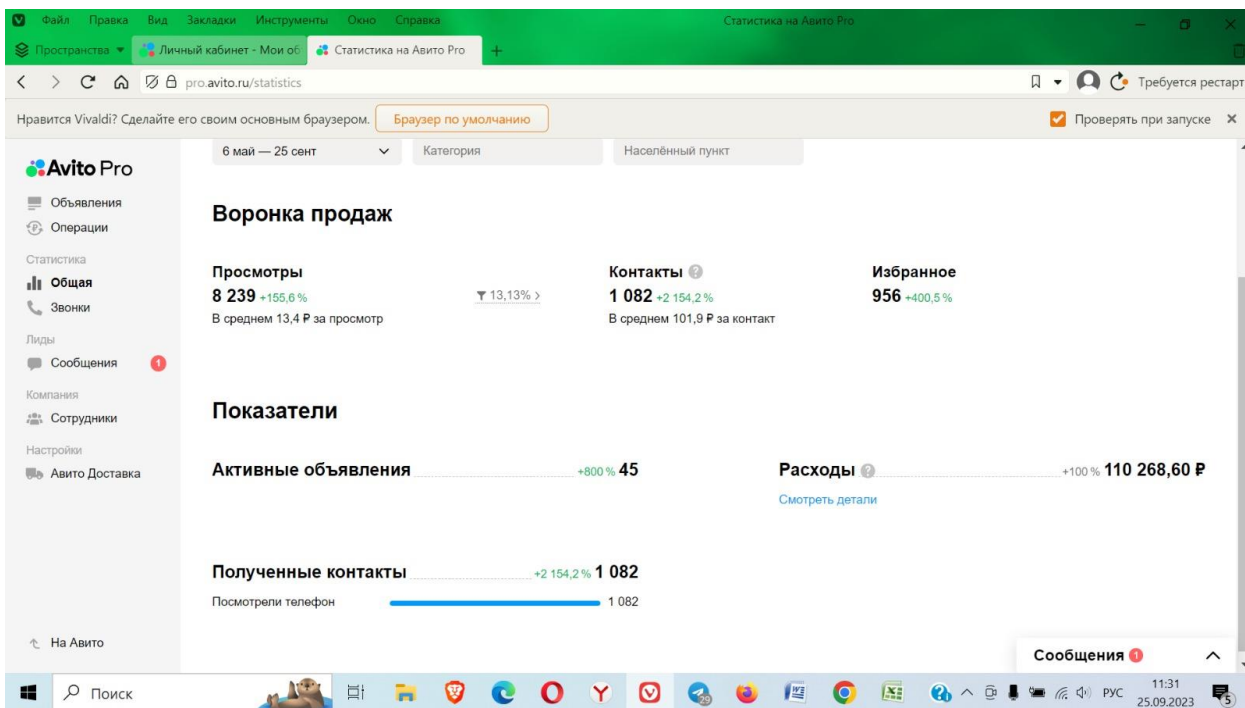 Файл Правка Вид Закладки Инструменты Окно Справка Статистика на Авито Pro
Пространства Личный кабинет - Мои об Статистика на Авито Pro
pro.avito.ru/statistics Требуется рестарт
Нравится Vivaldi? Сделайте его своим основным браузером. Браузер по умолчанию Проверять при запуске
6 май — 25 сент Категория Населённый пункт
Avito Pro
Объявления
Операции
Статистика
Общая
Звонки
Лиды
Сообщения 1
Компания
Сотрудники
Настройки
Авито Доставка
На Авито
Воронка продаж
Просмотры Контакты ? Избранное
8 239 +155,6 % 13,13% > 1 082 +2 154,2 % 956 +400,5 %
В среднем 13,4 ₽ за просмотр В среднем 101,9 ₽ за контакт
Показатели
Активные объявления +800 % 45 Расходы ? +100 % 110 268,60 ₽
Смотреть детали
Полученные контакты +2 154,2 % 1 082
Посмотрели телефон 1 082
Сообщения 1
Поиск 29 РУС 11:31
25.09.2023 5